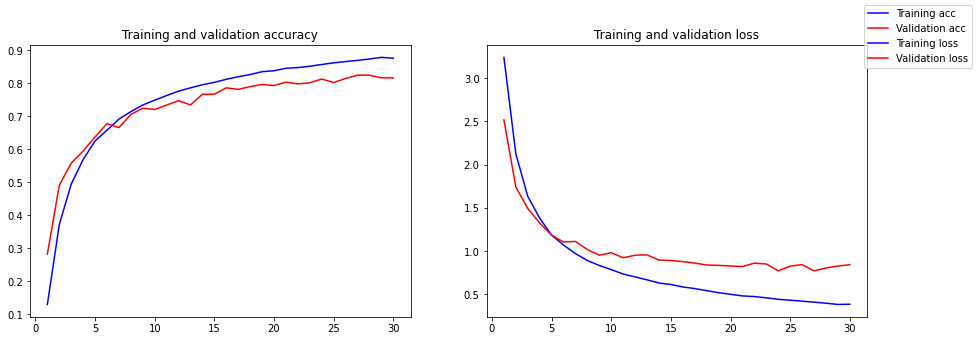 Training and validation accuracy
0.9
0.8
0.7
0.6
0.5
0.4
0.3
0.2
0.1
0 5 10 15 20 25 30
Training and validation loss
3.0
2.5
2.0
1.5
1.0
0.5
0 5 10 15 20 25 30
Training acc
Validation acc
Training loss
Validation loss